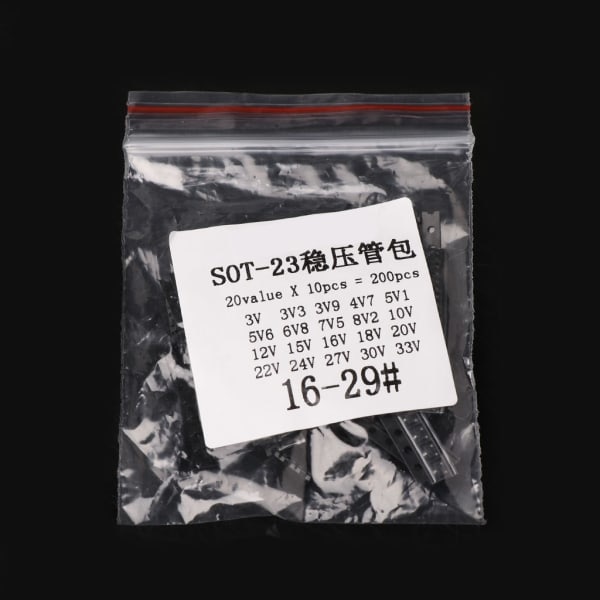 SOT-23稳压管包
20value X 10pcs = 200pcs
3V 3V3 3V9 4V7 5V1
5V6 6V8 7V5 8V2 10V
12V 15V 16V 18V 20V
22V 24V 27V 30V 33V
16-29#